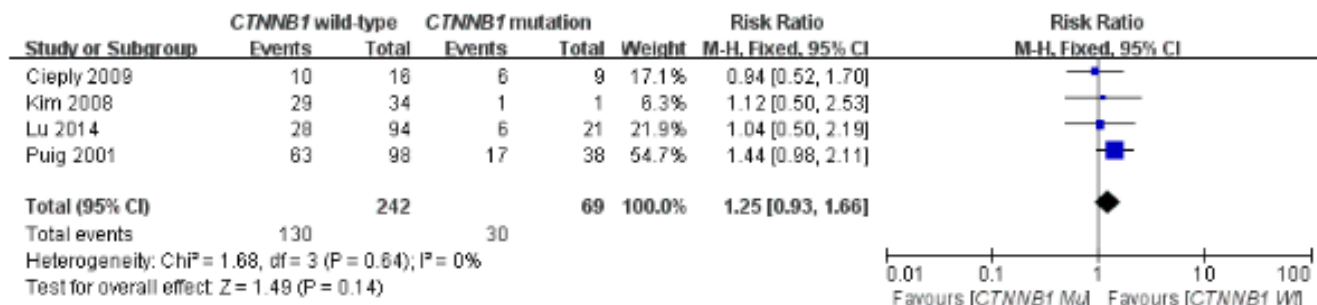 CTNNB1 wild-type CTNNB1 mutation Risk Ratio Risk Ratio
Study or Subgroup Events Total Events Total Weight M-H, Fixed, 95% CI M-H, Fixed, 95% CI
Cieply 2009 10 16 6 9 17.1% 0.94 [0.52, 1.70]
Kim 2008 29 34 1 1 6.3% 1.12 [0.50, 2.53]
Lu 2014 28 94 6 21 21.9% 1.04 [0.50, 2.19]
Puig 2001 63 98 17 38 54.7% 1.44 [0.98, 2.11]
Total (95% CI) 242 69 100.0% 1.25 [0.93, 1.66]
Total events 130 30
Heterogeneity: Chi² = 1.68, df = 3 (P = 0.64); I² = 0%
Test for overall effect: Z = 1.49 (P = 0.14)
0.01 0.1 1 10 100
Favours [CTNNB1 Mu] Favours [CTNNB1 Wt]